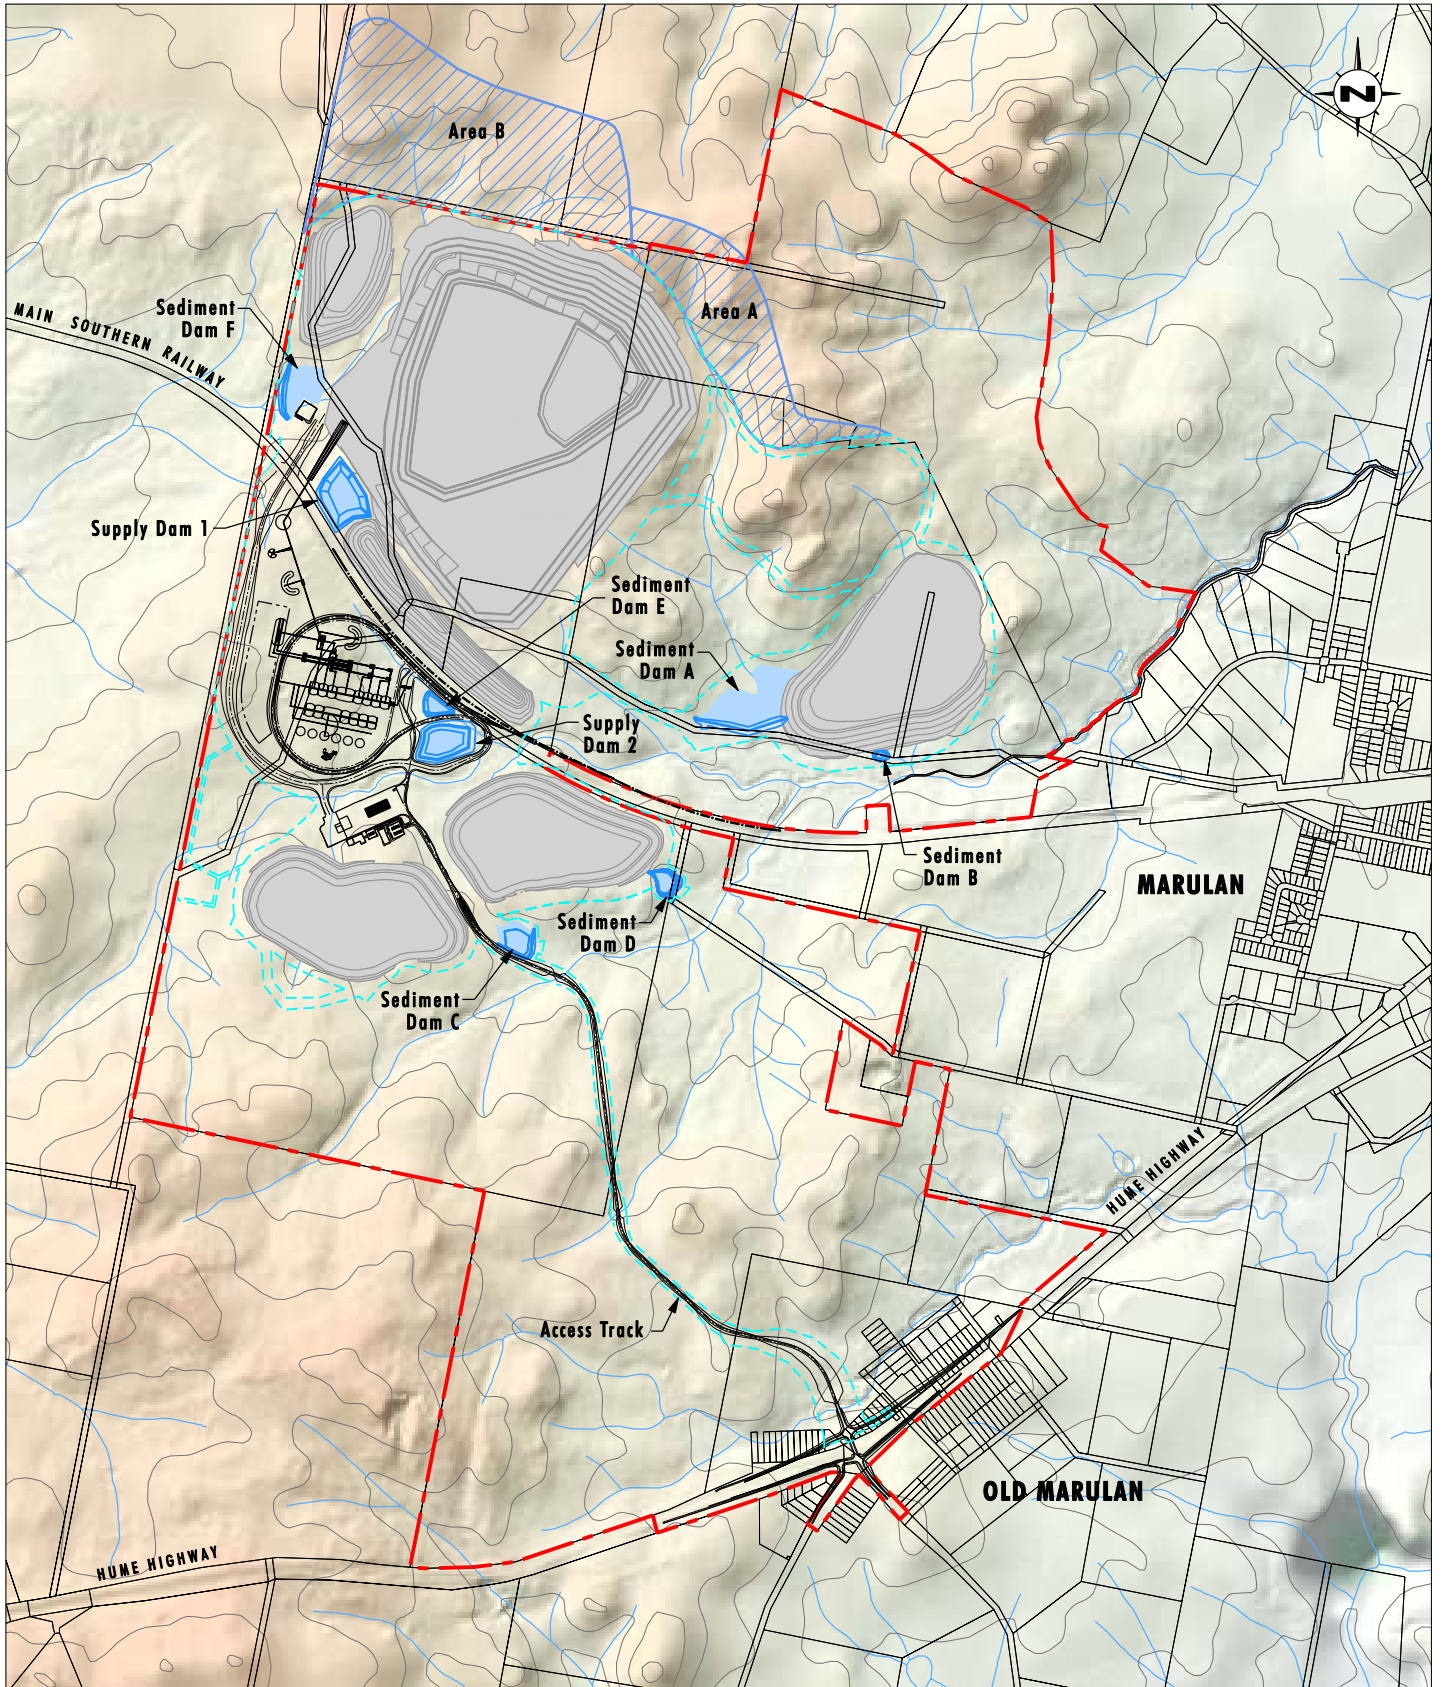 N
Area B
Area A
Sediment
Dam F
MAIN SOUTHERN RAILWAY
Supply Dam 1
Sediment
Dam E
Sediment
Dam A
Supply
Dam 2
Sediment
Dam B
MARULAN
Sediment
Dam D
Sediment
Dam C
HUME HIGHWAY
Access Track
OLD MARULAN
HUME HIGHWAY